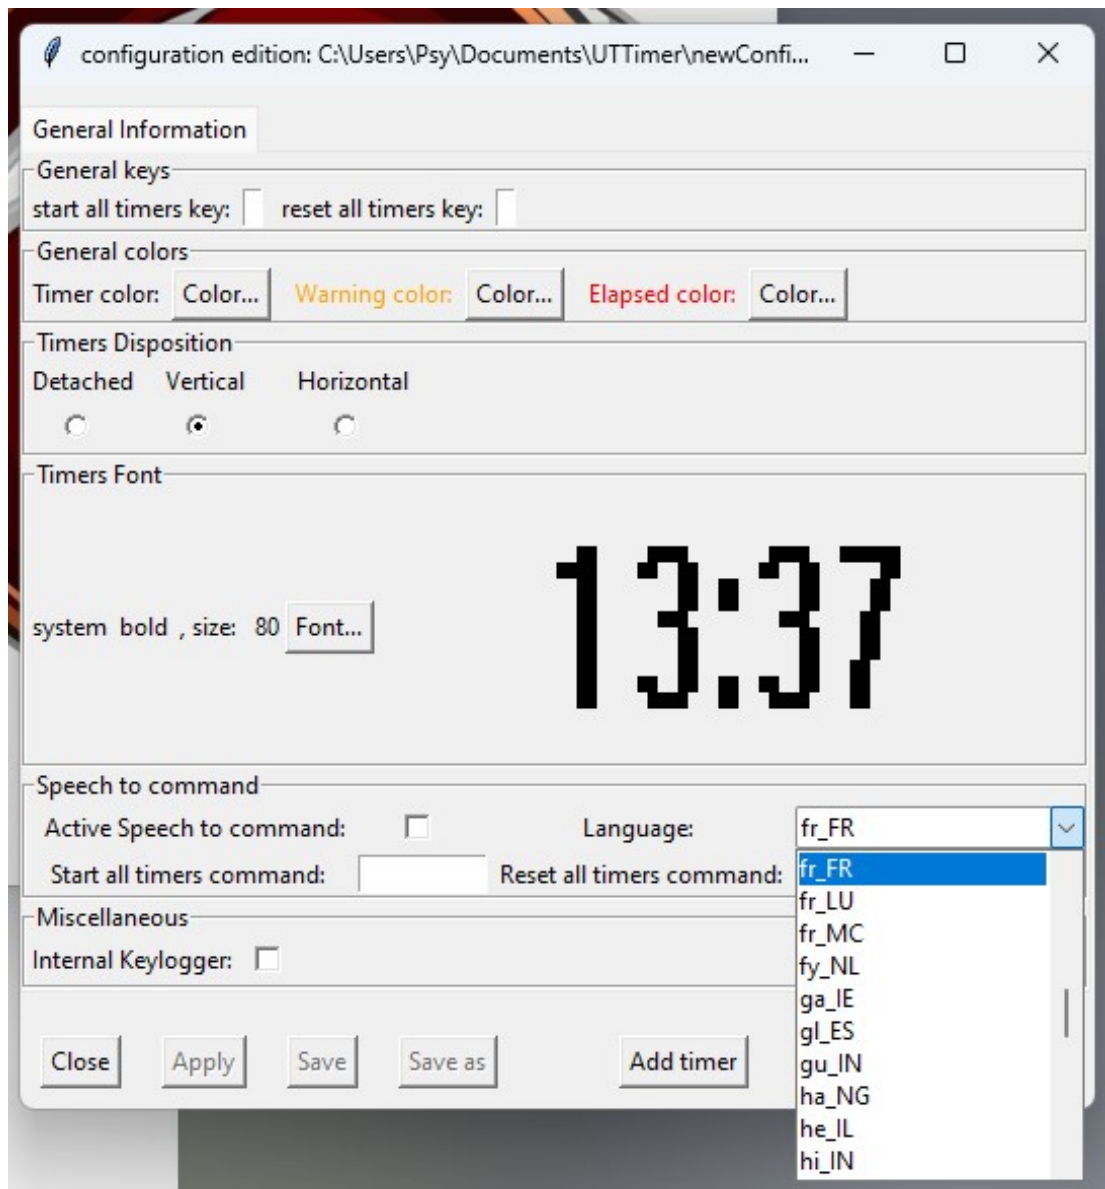 configuration edition: C:\Users\Psy\Documents\UTTimer\newConfi...
General Information
General keys
start all timers key: reset all timers key:
General colors
Timer color: Color... Warning color: Color... Elapsed color: Color...
Timers Disposition
Detached Vertical Horizontal
Timers Font
system bold , size: 80 Font...
13:37
Speech to command
Active Speech to command: Language: fr_FR
Start all timers command: Reset all timers command:
fr_FR
fr_LU
fr_MC
fy_NL
ga_IE
gl_ES
gu_IN
ha_NG
he_IL
hi_IN
Miscellaneous
Internal Keylogger:
Close Apply Save Save as Add timer